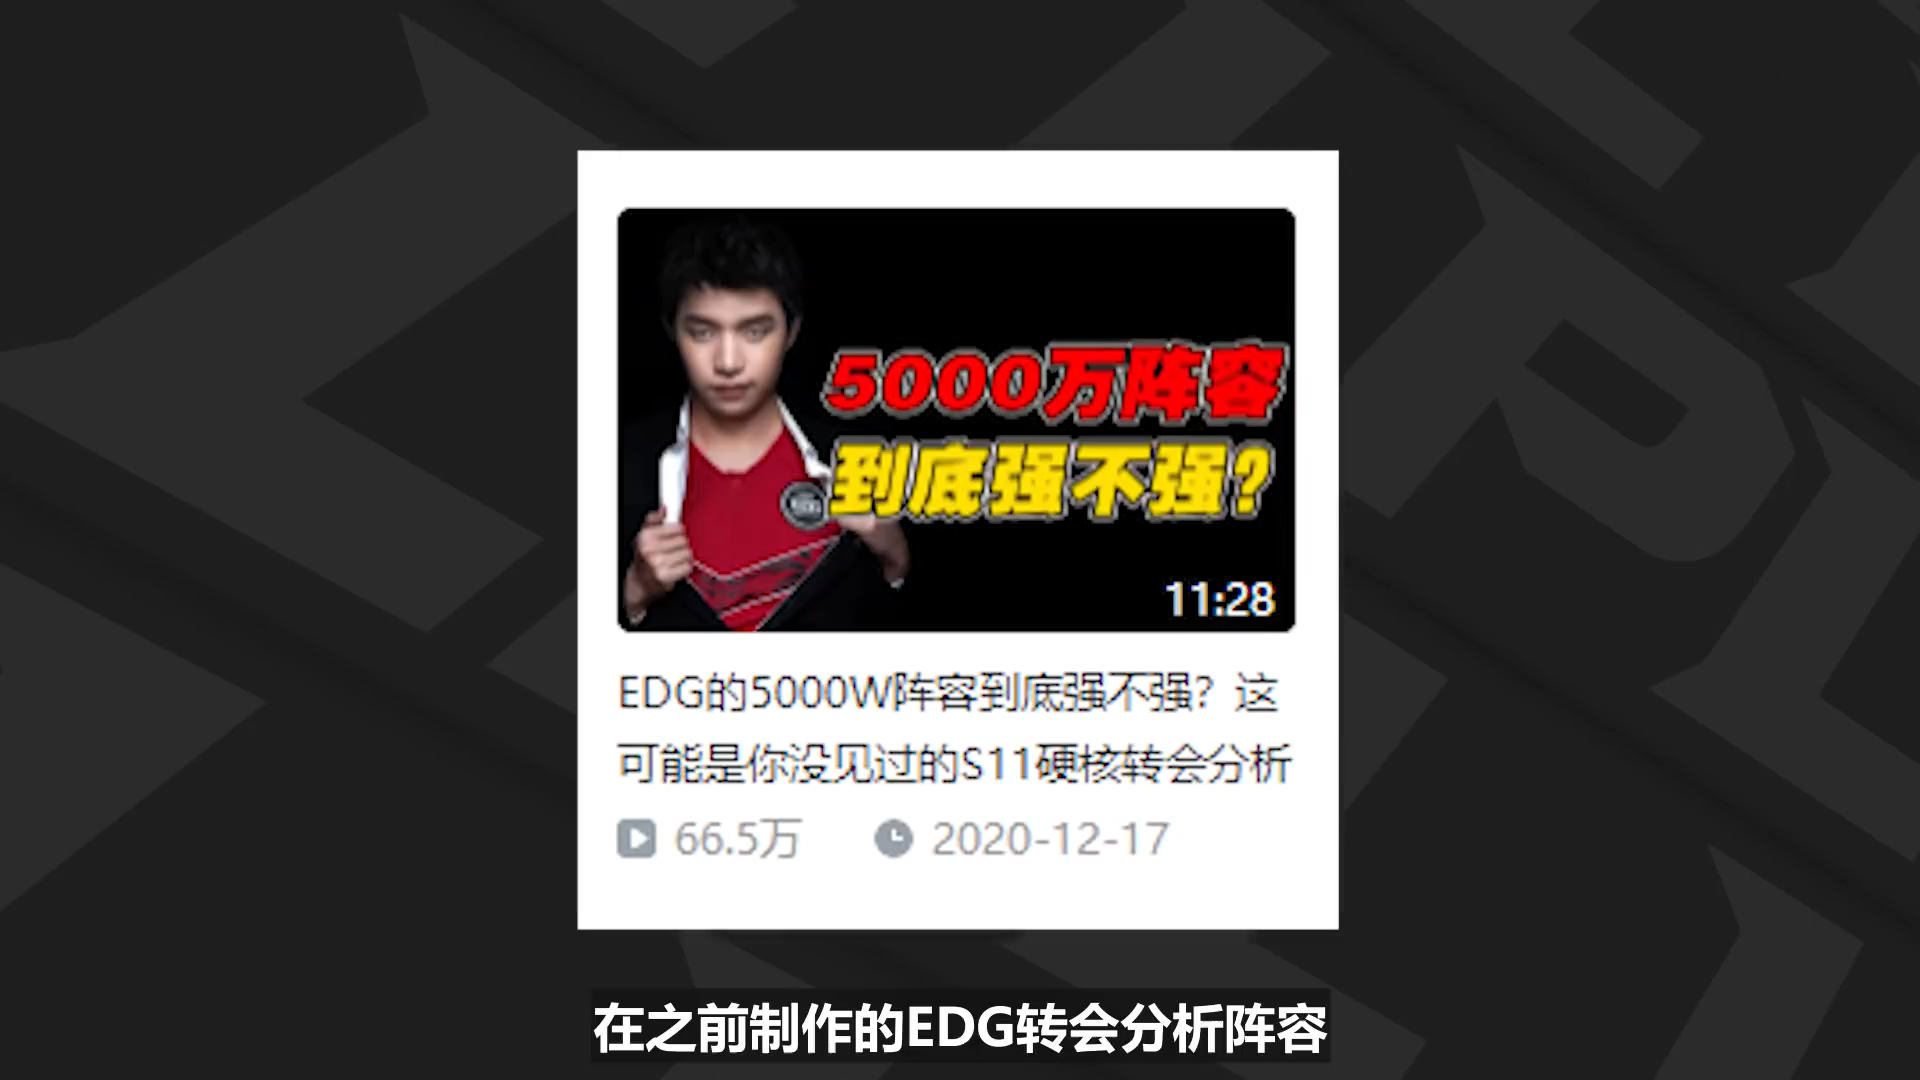 5000万阵容
到底强不强?
11:28
EDG的5000W阵容到底强不强？这
可能是你没见过的S11硬核转会分析
66.5万
2020-12-17
在之前制作的EDG转会分析阵容